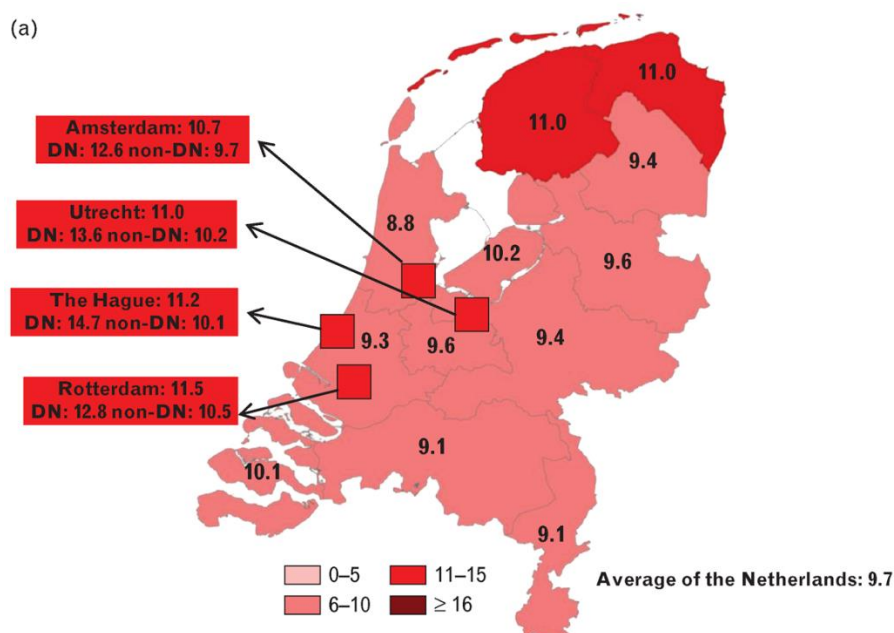 (a)
Amsterdam: 10.7
DN: 12.6 non-DN: 9.7
Utrecht: 11.0
DN: 13.6 non-DN: 10.2
The Hague: 11.2
DN: 14.7 non-DN: 10.1
Rotterdam: 11.5
DN: 12.8 non-DN: 10.5
11.0
11.0
9.4
8.8
10.2
9.6
9.3
9.6
9.4
9.1
10.1
9.1
0–5
11–15
6–10
≥ 16
Average of the Netherlands: 9.7